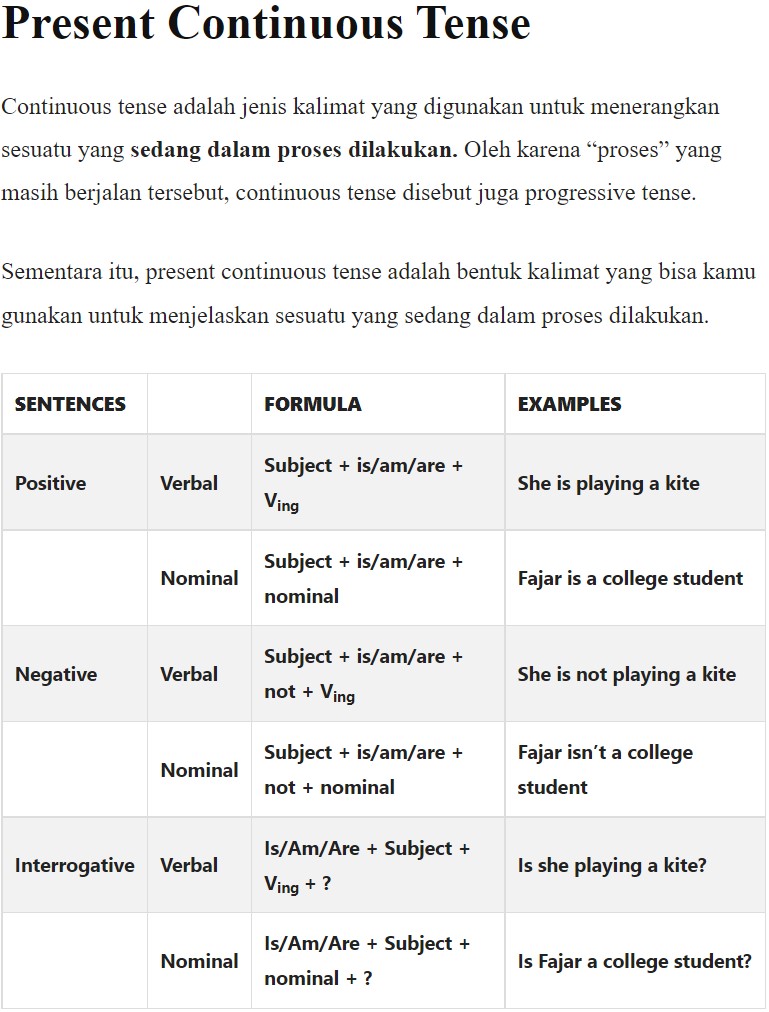 Present Continuous Tense
Continuous tense adalah jenis kalimat yang digunakan untuk menerangkan
sesuatu yang sedang dalam proses dilakukan. Oleh karena “proses” yang
masih berjalan tersebut, continuous tense disebut juga progressive tense.
Sementara itu, present continuous tense adalah bentuk kalimat yang bisa kamu
gunakan untuk menjelaskan sesuatu yang sedang dalam proses dilakukan.
SENTENCES FORMULA EXAMPLES
Positive Verbal Subject + is/am/are +
Ving
She is playing a kite
Nominal Subject + is/am/are +
nominal
Fajar is a college student
Negative Verbal Subject + is/am/are +
not + Ving
She is not playing a kite
Nominal Subject + is/am/are +
not + nominal
Fajar isn’t a college
student
Interrogative Verbal Is/Am/Are + Subject +
Ving + ?
Is she playing a kite?
Nominal Is/Am/Are + Subject +
nominal + ?
Is Fajar a college student?